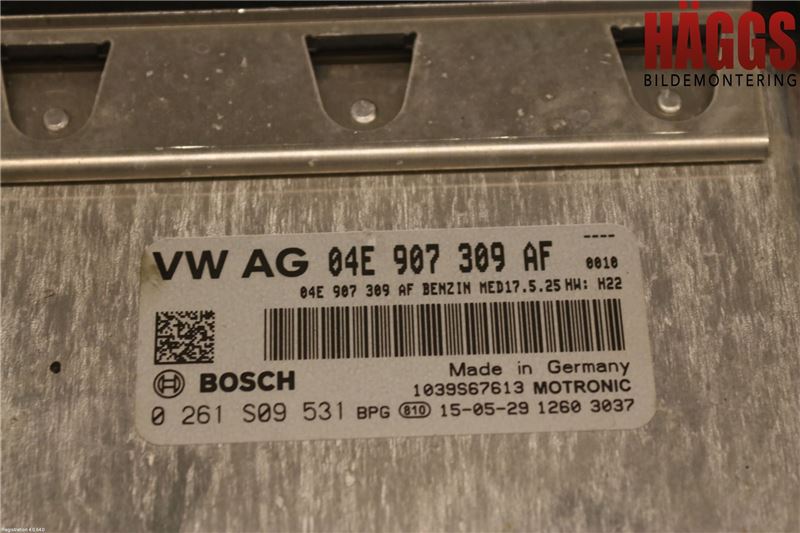 HÄGGS
BILDEMONTERING
----
VW AG 04E 907 309 AF 0010
04E 907 309 AF BENZIN MED17.5.25 HW: H22
Made in Germany
BOSCH 1039S67613 MOTRONIC
0 261 S09 531 BPG 810 15-05-29 1260 3037